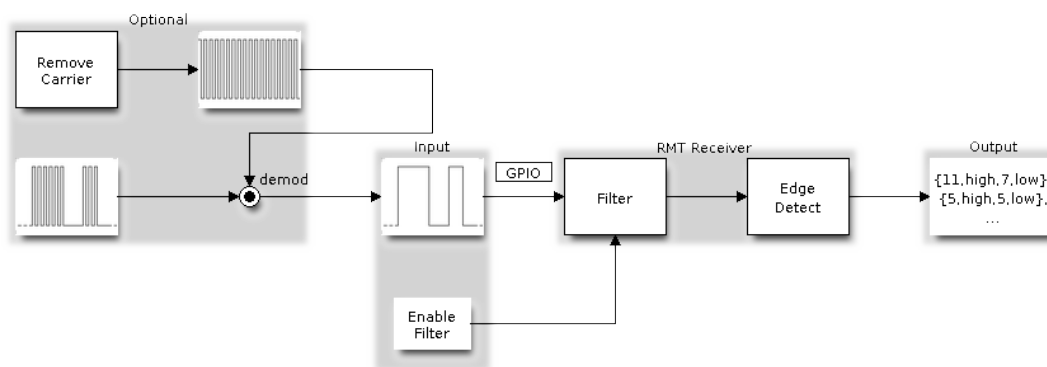 Optional
Remove
Carrier
demod
Input
GPIO
Enable
Filter
RMT Receiver
Filter
Edge
Detect
Output
{11,high,7,low}
{5,high,5,low},
...